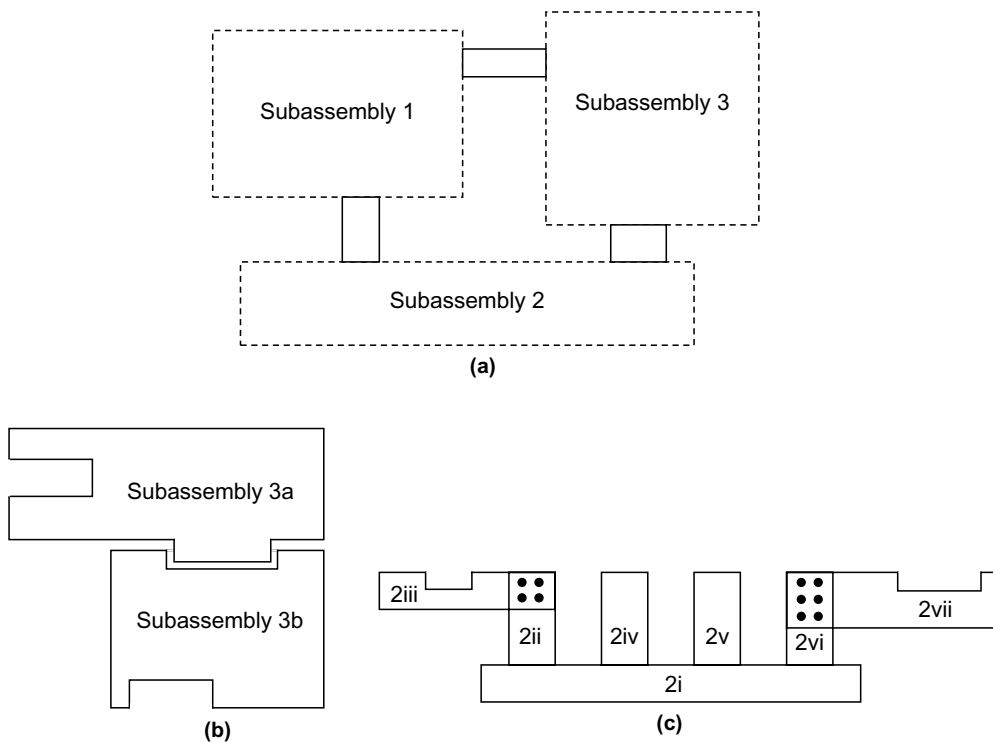 Subassembly 1
Subassembly 3
Subassembly 2
(a)
Subassembly 3a
Subassembly 3b
(b)
2iii
2ii
2iv
2v
2vi
2vii
2i
(c)